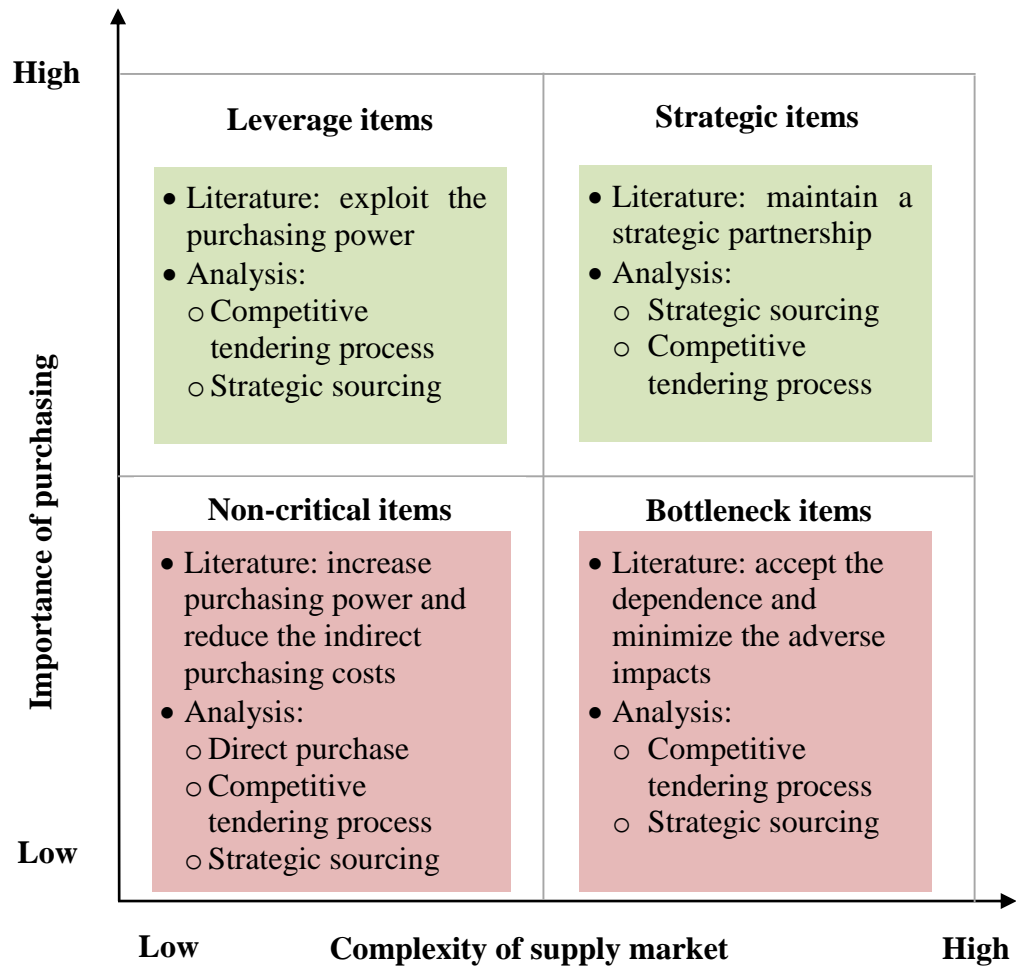 High
Leverage items
• Literature: exploit the
purchasing power
• Analysis:
o Competitive
tendering process
o Strategic sourcing
Strategic items
• Literature: maintain a
strategic partnership
• Analysis:
o Strategic sourcing
o Competitive
tendering process
Importance of purchasing
Non-critical items
• Literature: increase
purchasing power and
reduce the indirect
purchasing costs
• Analysis:
o Direct purchase
o Competitive
tendering process
o Strategic sourcing
Bottleneck items
• Literature: accept the
dependence and
minimize the adverse
impacts
• Analysis:
o Competitive
tendering process
o Strategic sourcing
Low
Low
Complexity of supply market
High